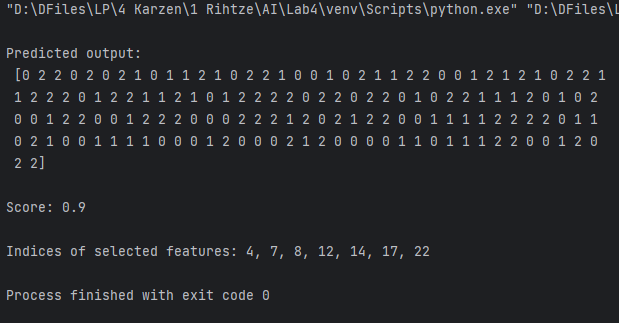 "D:\DFiles\LP\4 Karzen\1 Rihtze\AI\Lab4\venv\Scripts\python.exe" "D:\DFiles\L
Predicted output:
[0 2 2 0 2 0 2 1 0 1 1 2 1 0 2 2 1 0 0 1 0 2 1 1 2 2 0 0 1 2 1 2 1 0 2 2 1
1 2 2 2 0 1 2 2 1 1 2 1 0 1 2 2 2 2 0 2 2 0 2 2 0 1 0 2 2 1 1 1 2 0 1 0 2
0 0 1 2 2 0 0 1 2 2 2 0 0 0 2 2 2 1 2 0 2 1 2 2 0 0 1 1 1 1 2 2 2 2 0 1 1
0 2 1 0 0 1 1 1 1 0 0 0 1 2 0 0 0 2 1 2 0 0 0 0 1 1 0 1 1 1 2 2 0 0 1 2 0
2 2]
Score: 0.9
Indices of selected features: 4, 7, 8, 12, 14, 17, 22
Process finished with exit code 0